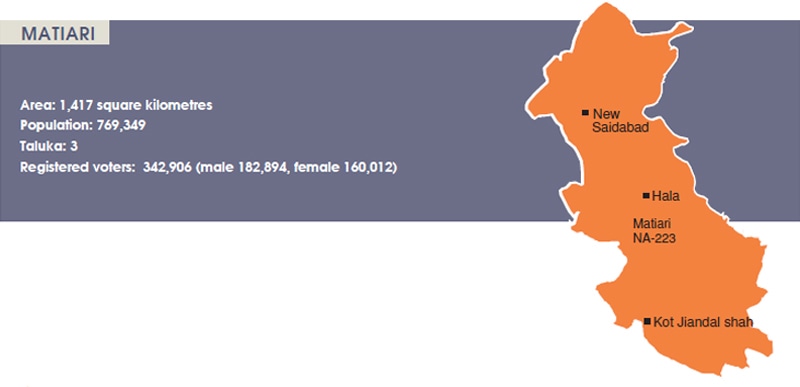 MATIARI
Area: 1,417 square kilometres
Population: 769,349
Taluka: 3
Registered voters: 342,906 (male 182,894, female 160,012)
New
Saidabad
Hala
Matiari
NA-223
Kot Jiandal shah